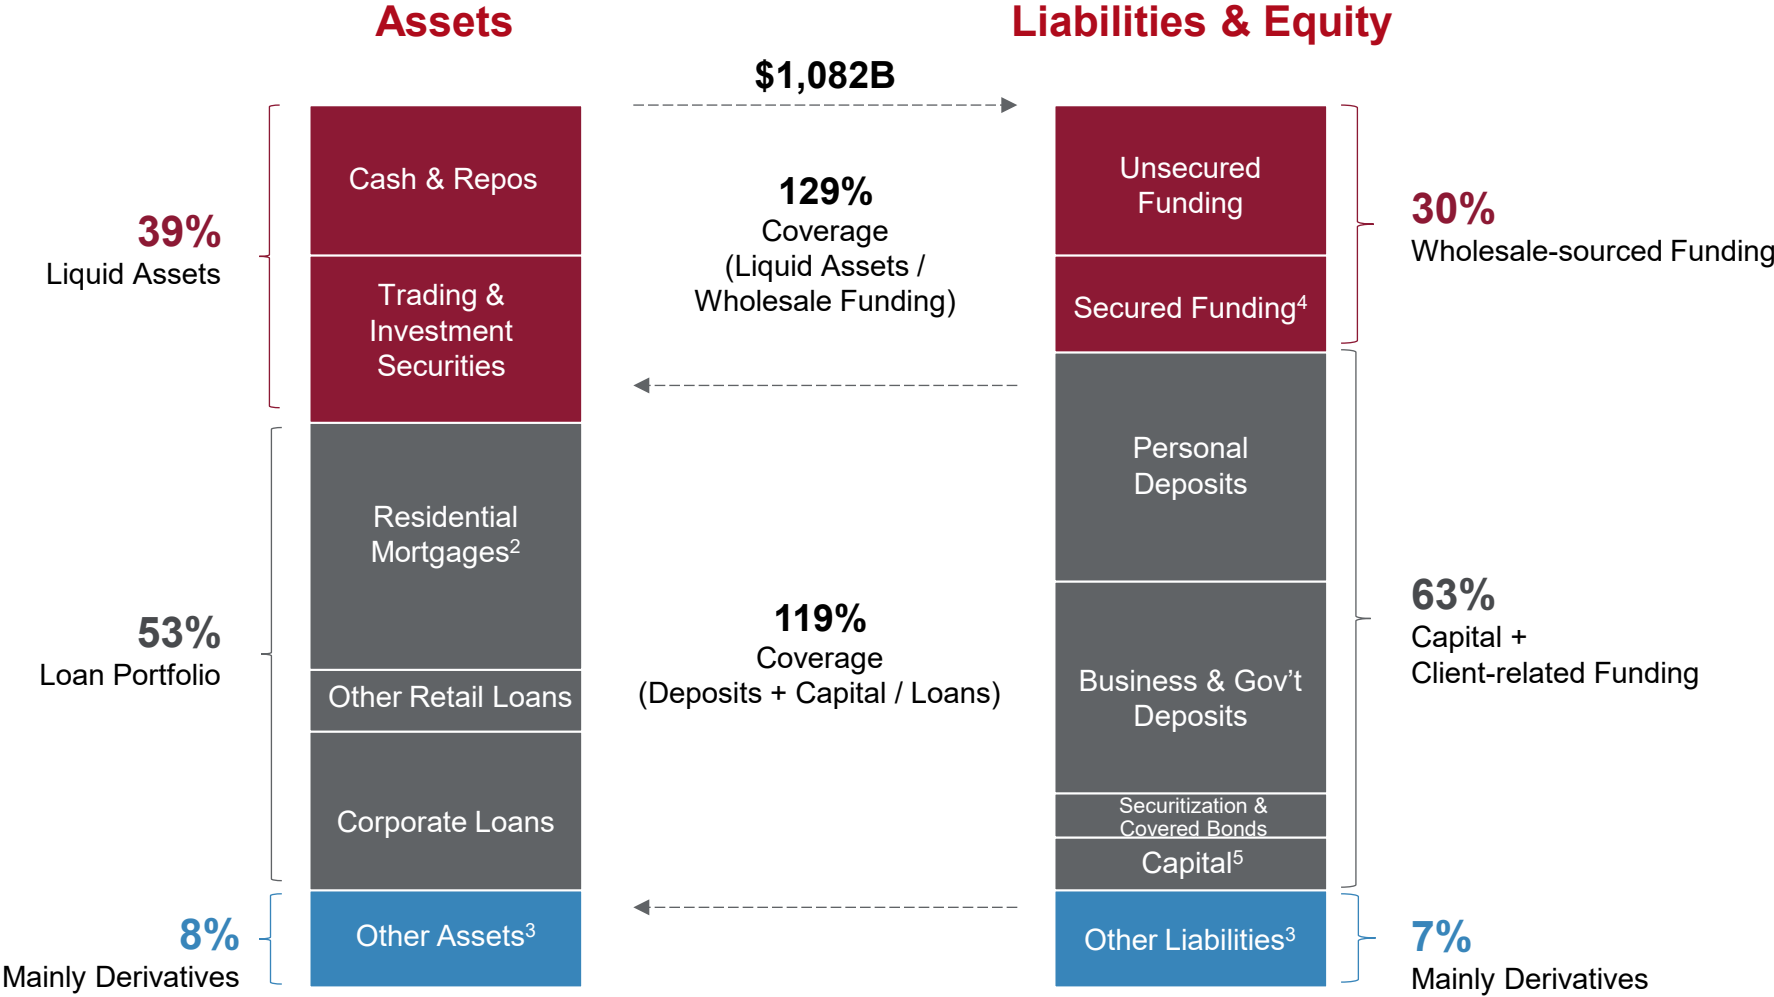 Assets
Liabilities & Equity
$1,082B
39%
Liquid Assets
Cash & Repos
Trading &
Investment
Securities
129%
Coverage
(Liquid Assets /
Wholesale Funding)
Unsecured
Funding
Secured Funding4
30%
Wholesale-sourced Funding
53%
Loan Portfolio
Residential
Mortgages2
Other Retail Loans
Corporate Loans
119%
Coverage
(Deposits + Capital / Loans)
Personal
Deposits
Business & Gov’t
Deposits
Securitization &
Covered Bonds
Capital5
63%
Capital +
Client-related Funding
8%
Mainly Derivatives
Other Assets3
Other Liabilities3
7%
Mainly Derivatives